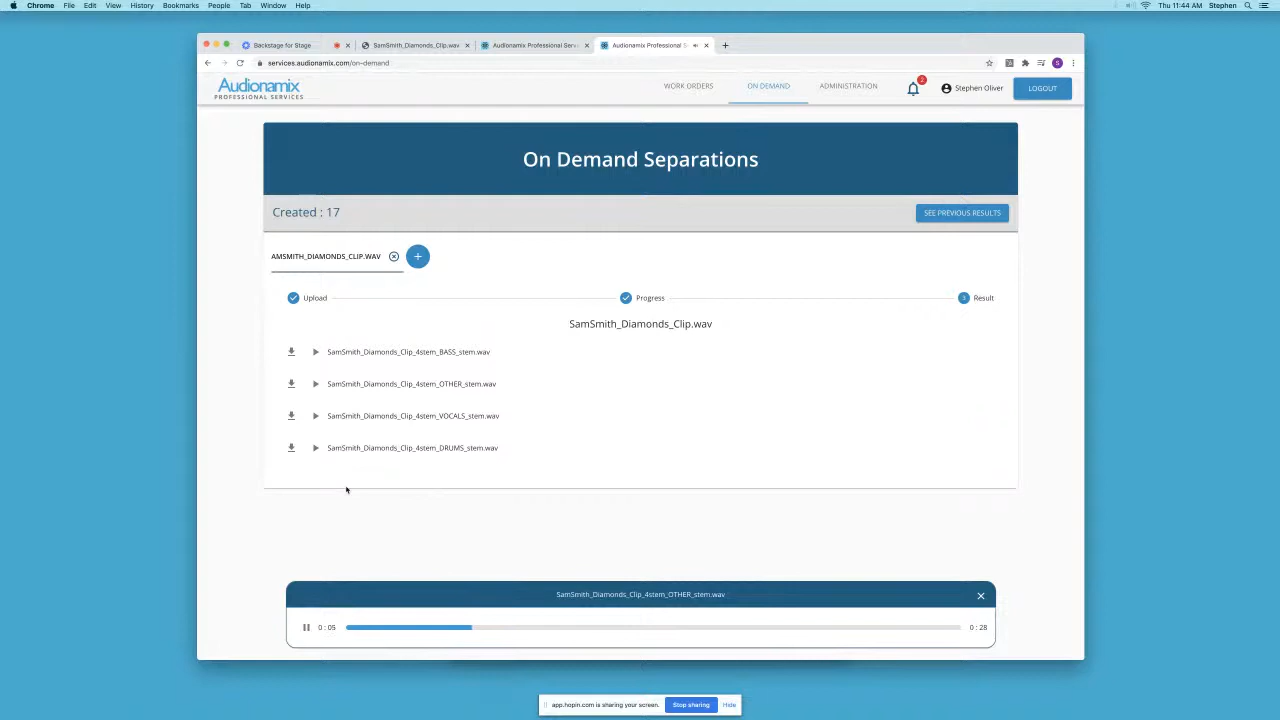 Chrome File Edit View History Bookmarks People Tab Window Help Thu 11:44 AM Stephen
Backstage for Stage SamSmith_Diamonds_Clip.wav Audionamix Professional Serv Audionamix Professional S
services.audionamix.com/on-demand S
Audionamix
PROFESSIONAL SERVICES
WORK ORDERS ON DEMAND ADMINISTRATION 2 Stephen Oliver LOGOUT
On Demand Separations
Created : 17 SEE PREVIOUS RESULTS
AMSMITH_DIAMONDS_CLIP.WAV +
Upload Progress 3 Result
SamSmith_Diamonds_Clip.wav
SamSmith_Diamonds_Clip_4stem_BASS_stem.wav
SamSmith_Diamonds_Clip_4stem_OTHER_stem.wav
SamSmith_Diamonds_Clip_4stem_VOCALS_stem.wav
SamSmith_Diamonds_Clip_4stem_DRUMS_stem.wav
SamSmith_Diamonds_Clip_4stem_OTHER_stem.wav
0 : 05 0 : 28
app.hopin.com is sharing your screen. Stop sharing Hide